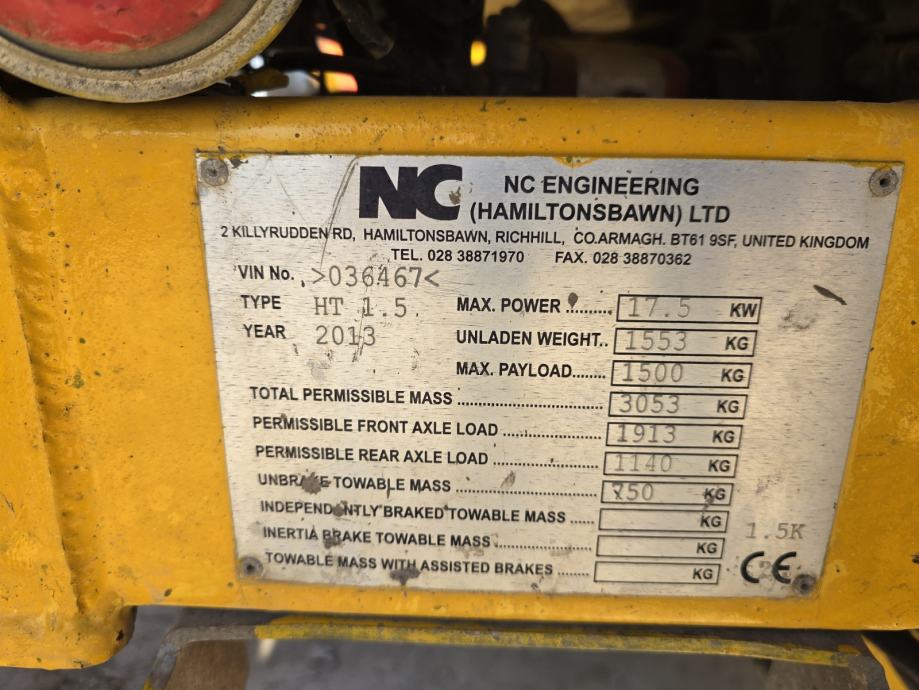 NC NC ENGINEERING
(HAMILTONSBAWN) LTD
2 KILLYRUDDEN RD, HAMILTONSBAWN, RICHHILL, CO.ARMAGH. BT61 9SF, UNITED KINGDOM
TEL. 028 38871970 FAX. 028 38870362
VIN No. >036467<
TYPE HT 1.5 MAX. POWER .......... 17.5 KW
YEAR 2013 UNLADEN WEIGHT.. 1553 KG
MAX. PAYLOAD........ 1500 KG
TOTAL PERMISSIBLE MASS ................................... 3053 KG
PERMISSIBLE FRONT AXLE LOAD ......................... 1913 KG
PERMISSIBLE REAR AXLE LOAD ........................... 1140 KG
UNBRAKE TOWABLE MASS .................................. 750 KG
INDEPENDENTLY BRAKED TOWABLE MASS ..... KG
INERTIA BRAKE TOWABLE MASS ......................... KG 1.5K
TOWABLE MASS WITH ASSISTED BRAKES ....... KG CE